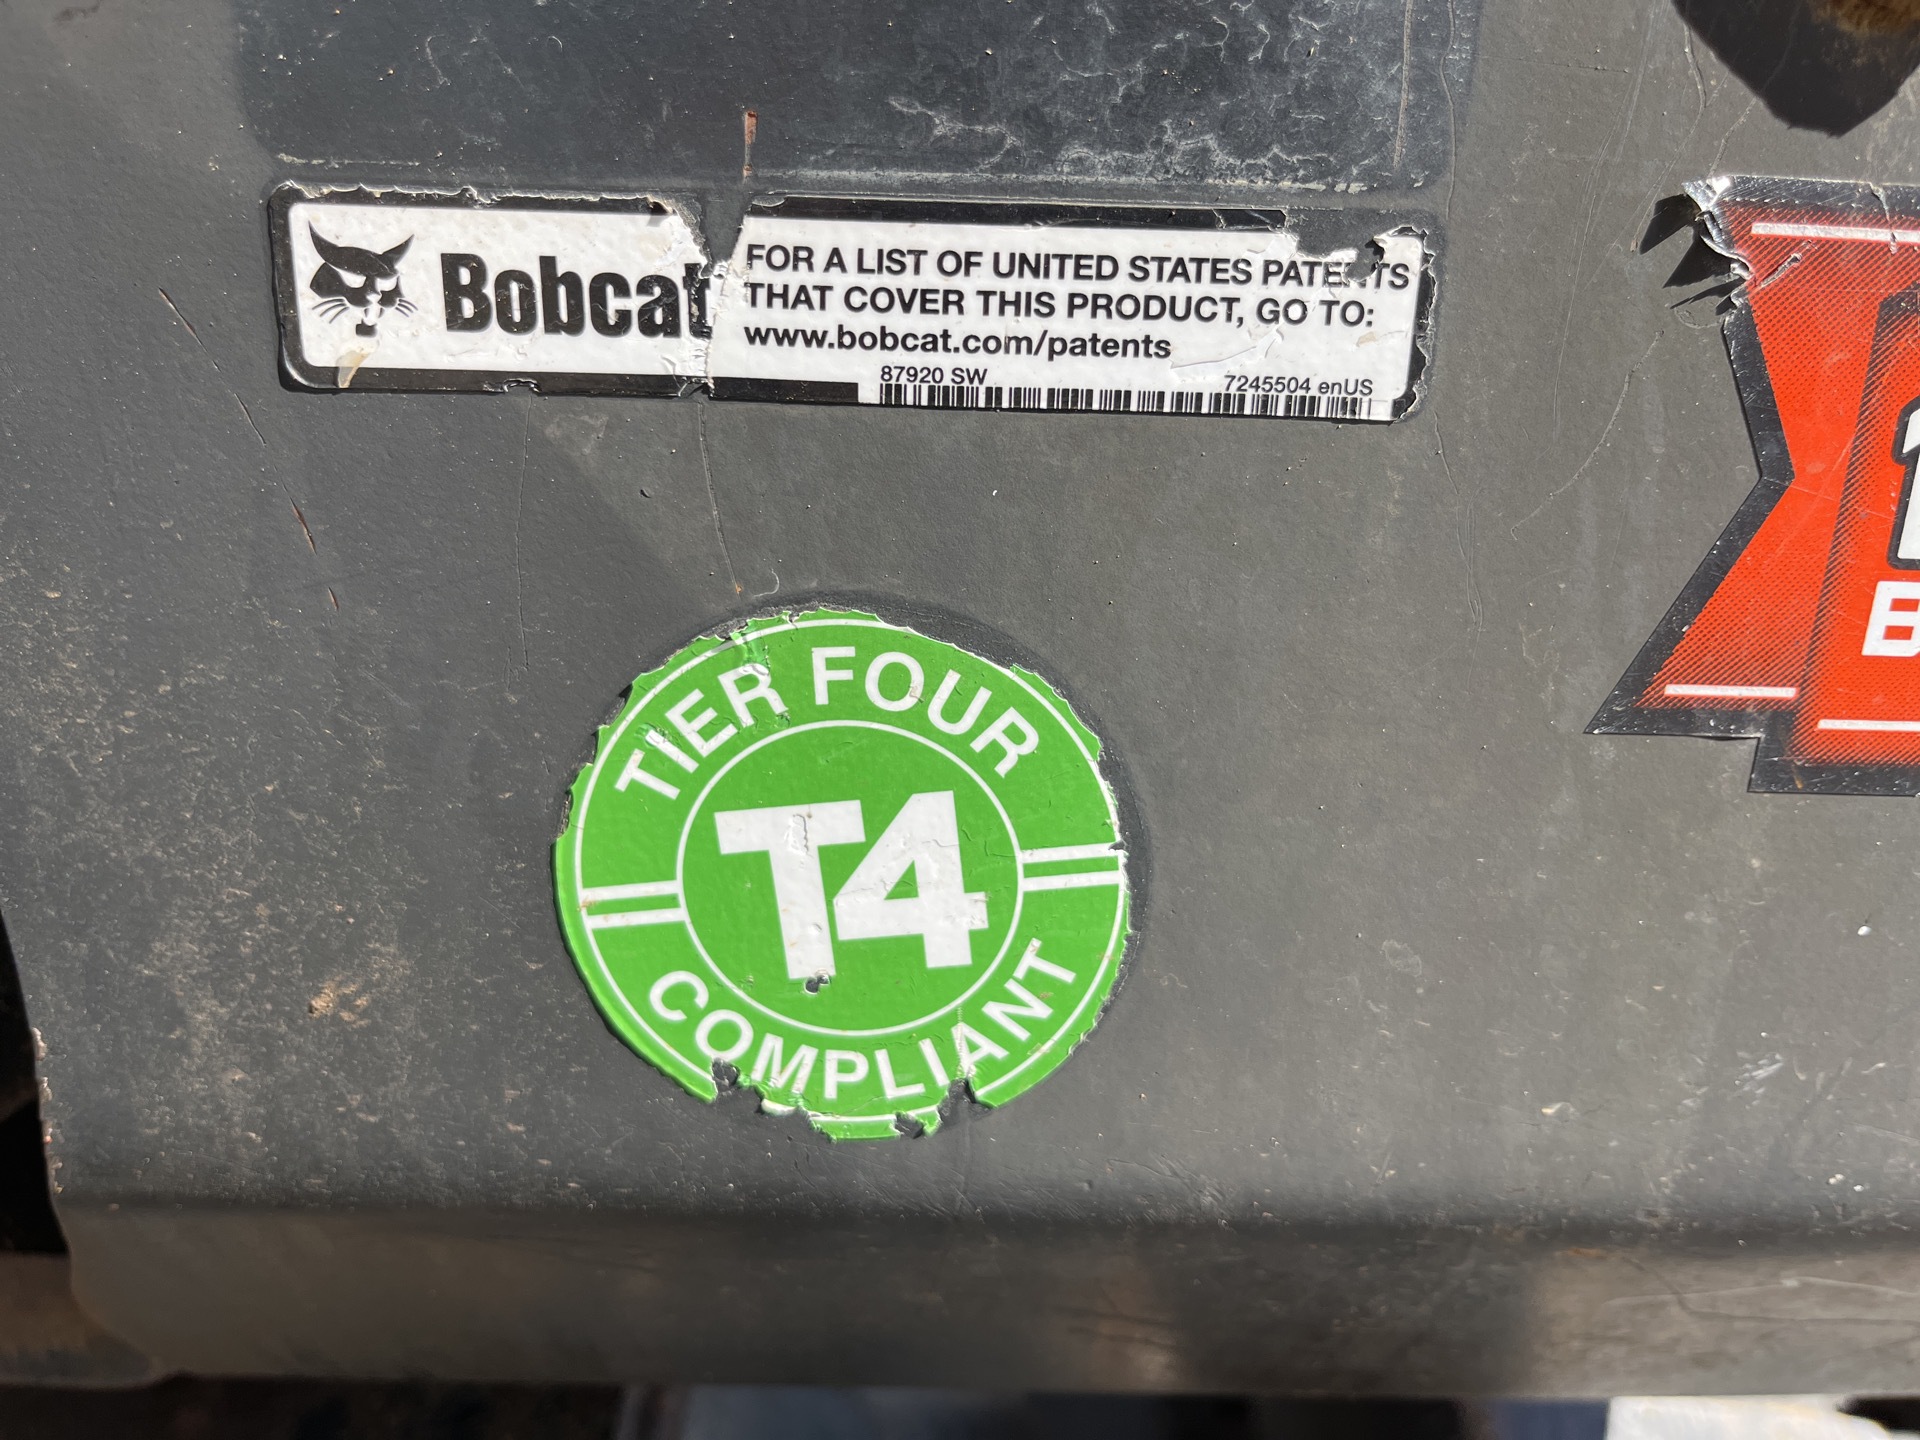 Bobcat
FOR A LIST OF UNITED STATES PATENTS
THAT COVER THIS PRODUCT, GO TO:
www.bobcat.com/patents
87920 SW 7245504 enUS
TIER FOUR
T4
COMPLIANT